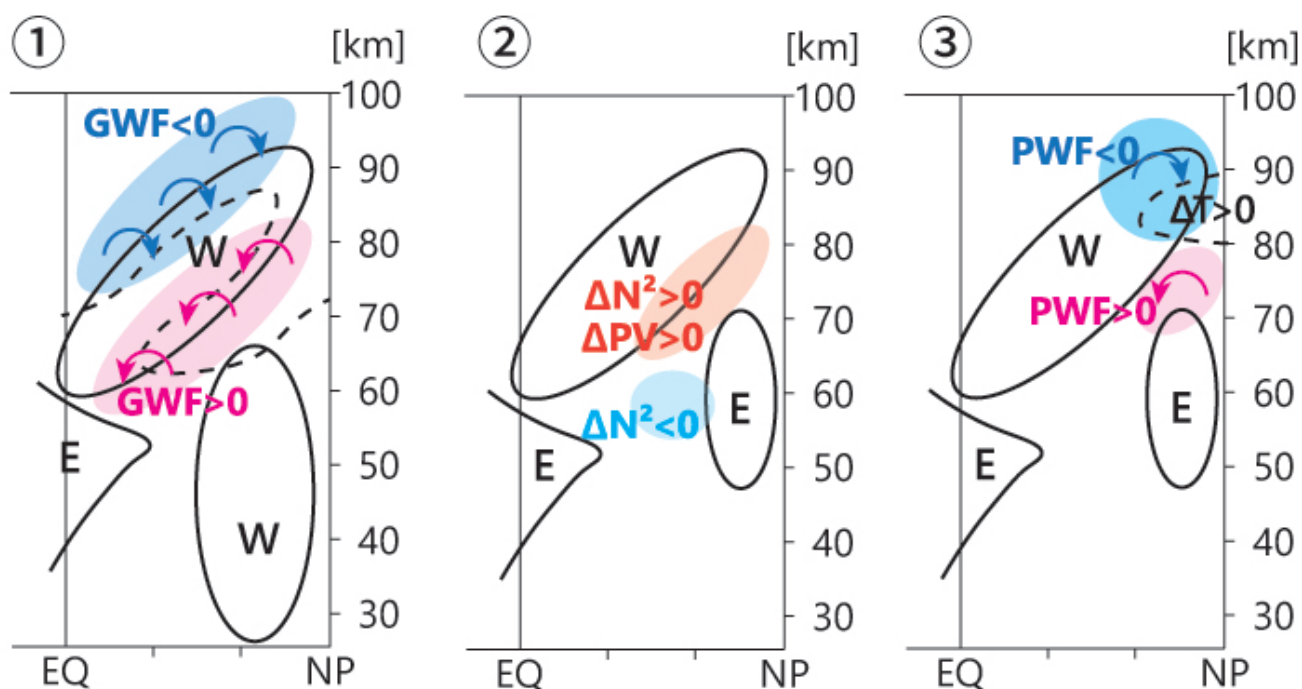 ① [km]
100
GWF<0
90
80
W
70
60
GWF>0
E
50
W
40
30
EQ NP
② [km]
100
90
80
W
ΔN²>0
70
ΔPV>0
60
E
ΔN²<0
E
50
40
30
EQ NP
③ [km]
100
PWF<0
90
ΔT>0
80
W
PWF>0
70
60
E
E
50
40
30
EQ NP